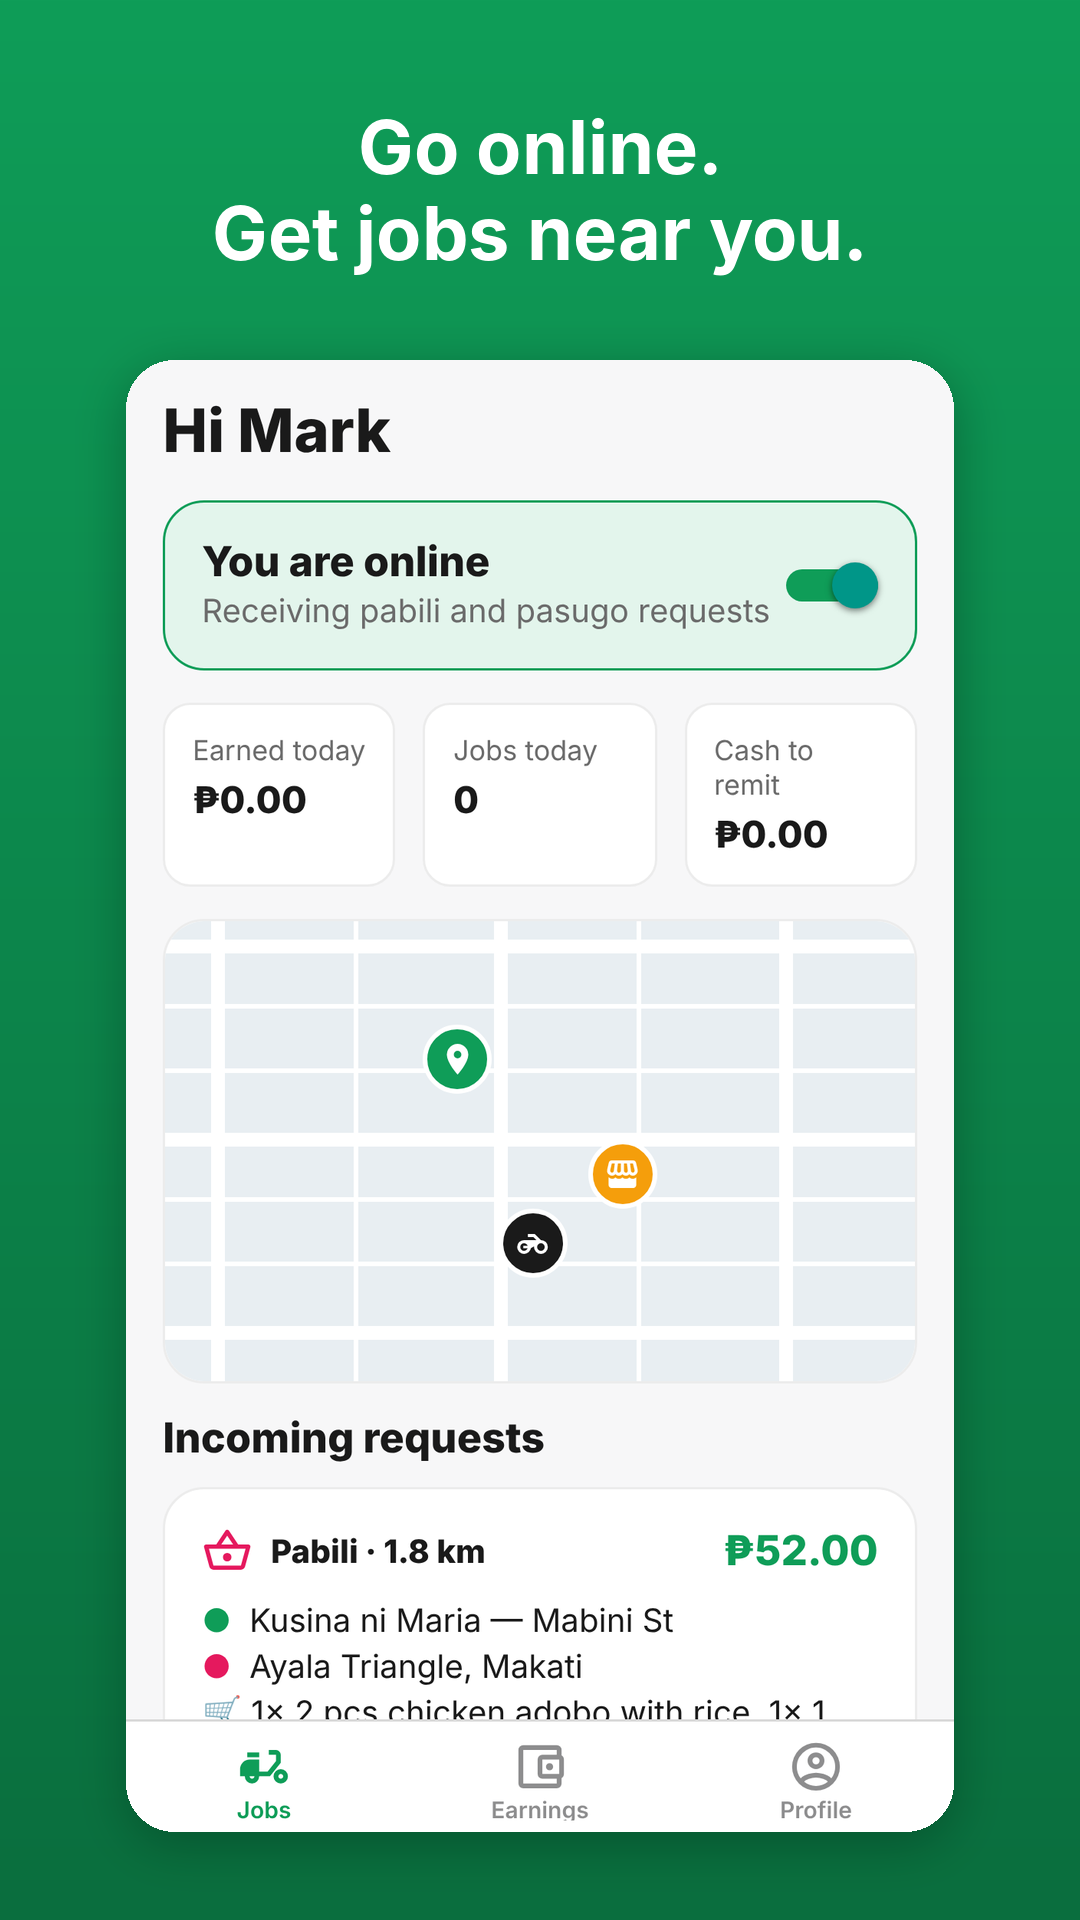 Go online.
Get jobs near you.
Hi Mark
You are online
Receiving pabili and pasugo requests
Earned today
₱0.00
Jobs today
0
Cash to
remit
₱0.00
Incoming requests
Pabili · 1.8 km
₱52.00
Kusina ni Maria — Mabini St
Ayala Triangle, Makati
🛒 1× 2 pcs chicken adobo with rice, 1× 1
Jobs
Earnings
Profile